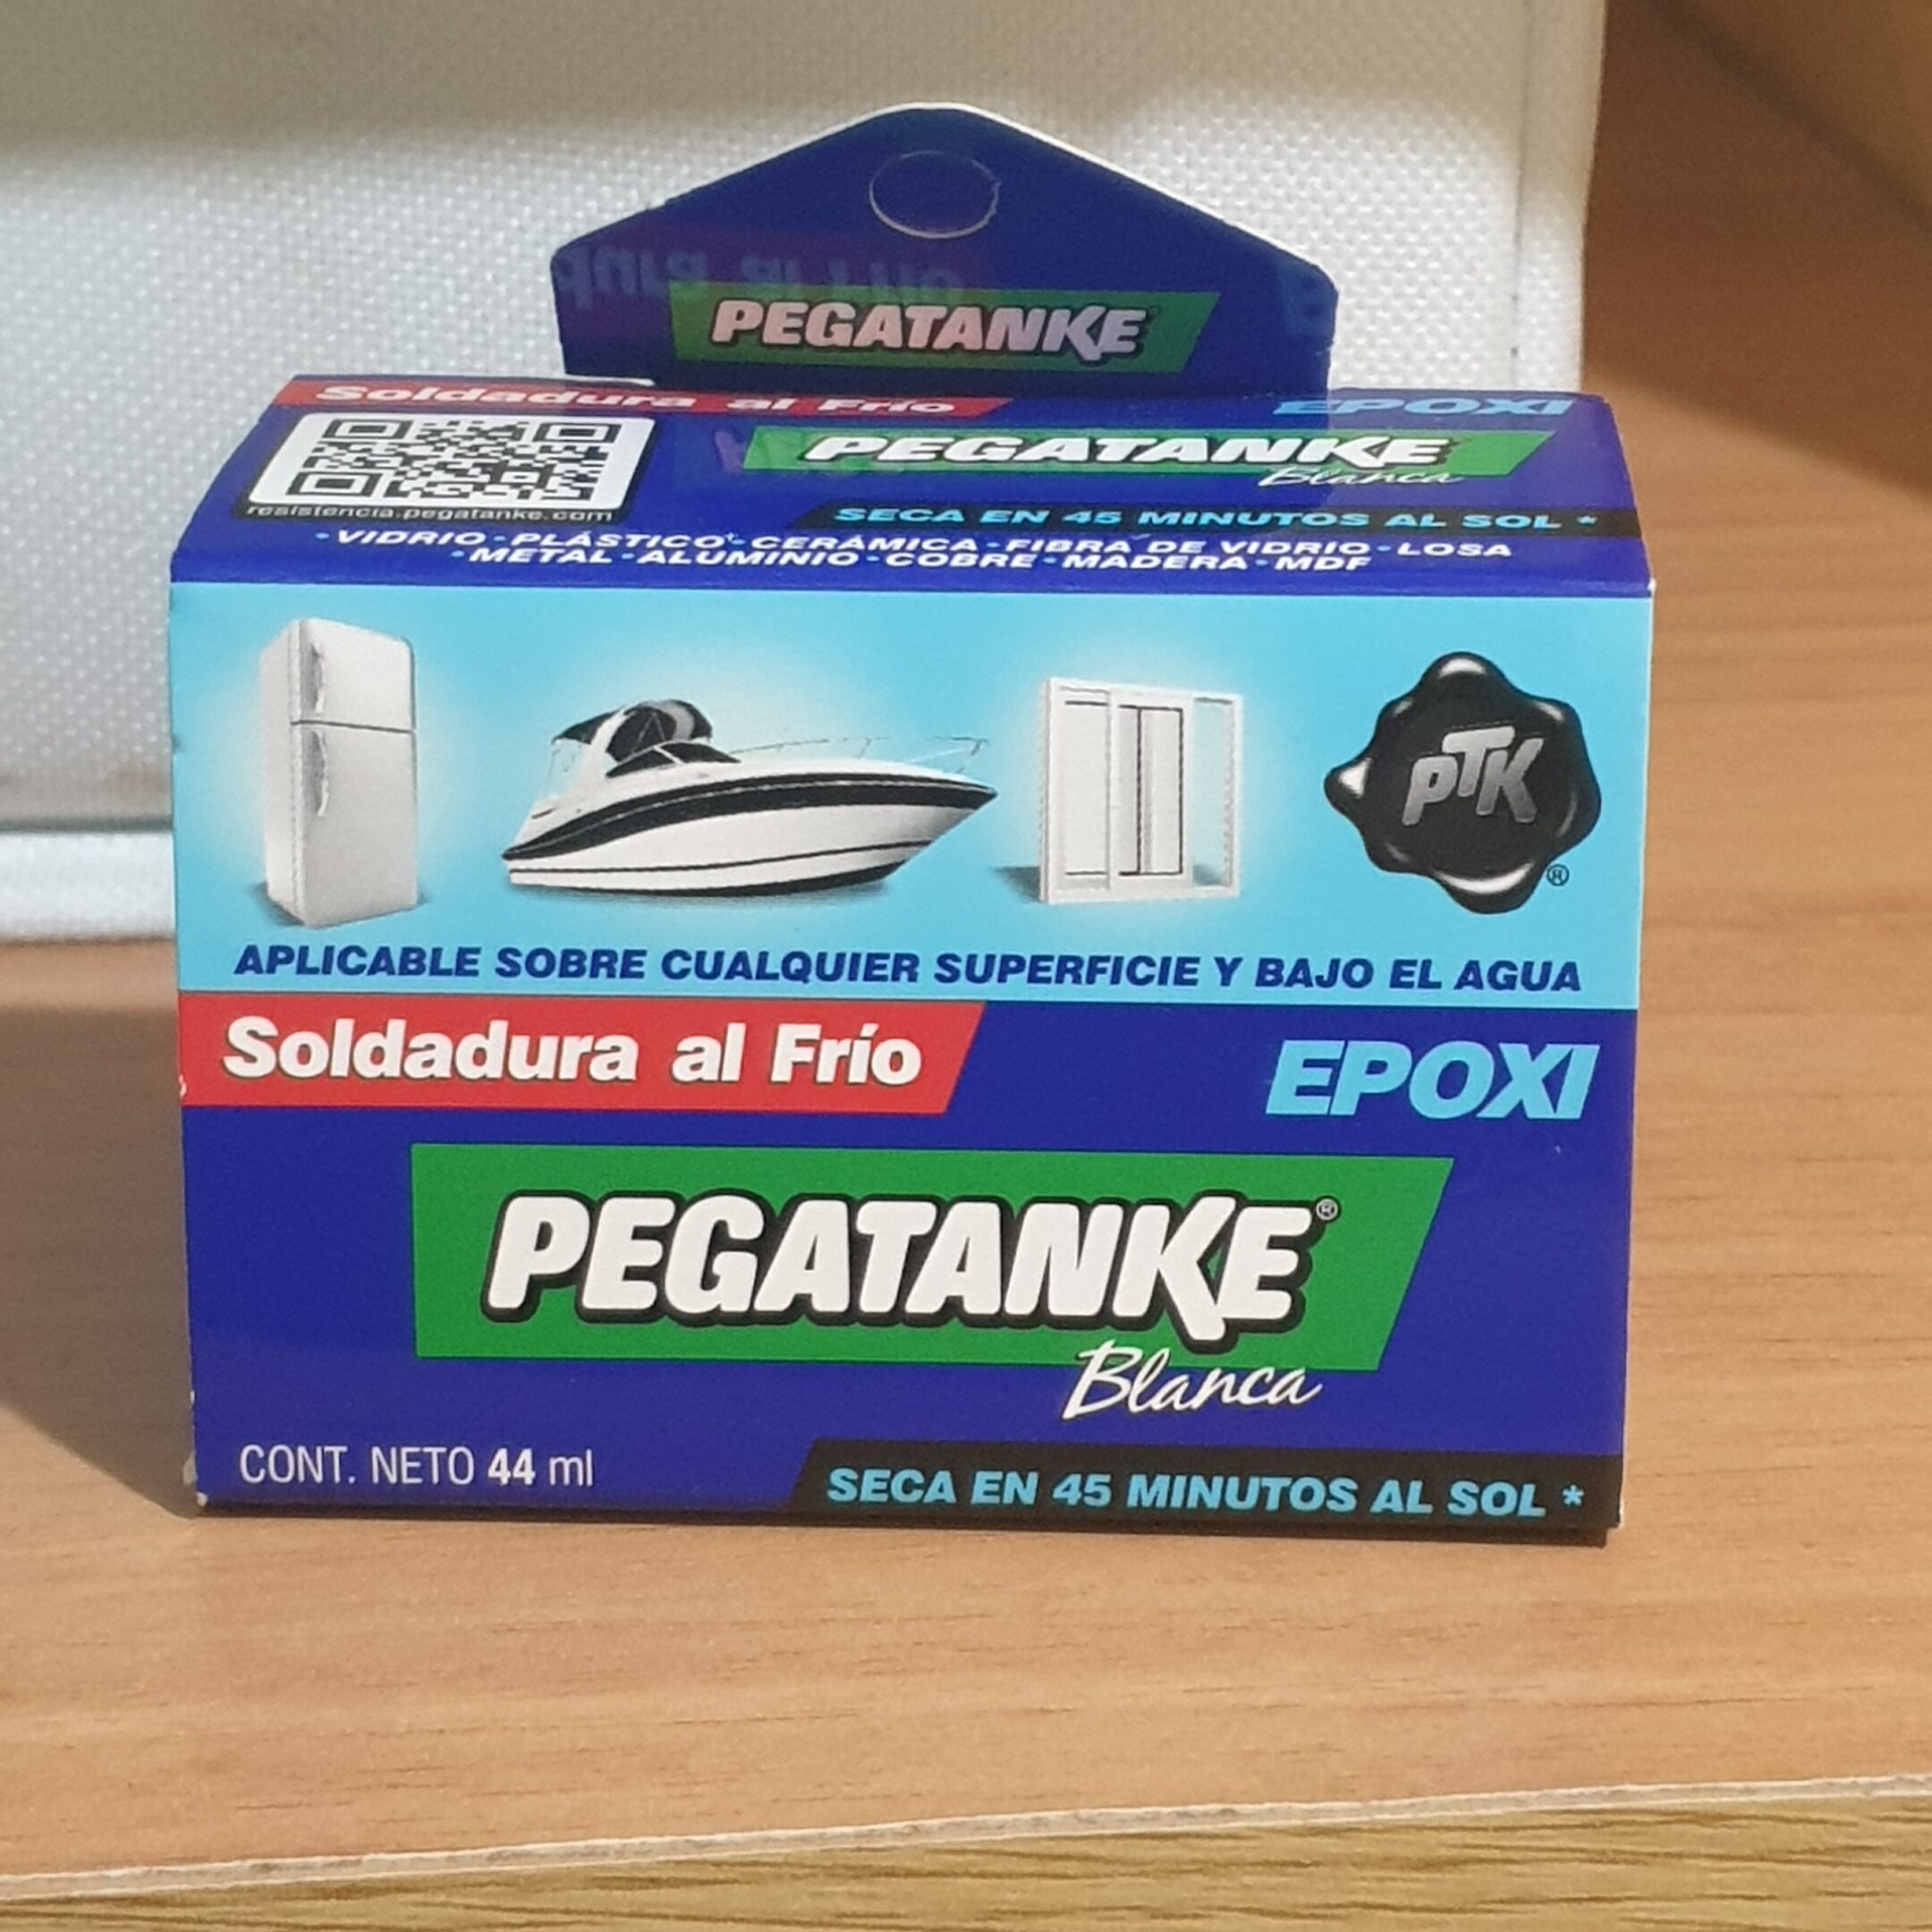 PEGATANKE
Soldadura al Frío
EPOXI
PEGATANKE
Blanca
resistencia.pegatanke.com
SECA EN 45 MINUTOS AL SOL *
•VIDRIO•PLÁSTICO•CERÁMICA•FIBRA DE VIDRIO•LOSA
•METAL•ALUMINIO•COBRE•MADERA•MDF
PTK
®
APLICABLE SOBRE CUALQUIER SUPERFICIE Y BAJO EL AGUA
Soldadura al Frío
EPOXI
PEGATANKE®
Blanca
CONT. NETO 44 ml
SECA EN 45 MINUTOS AL SOL *